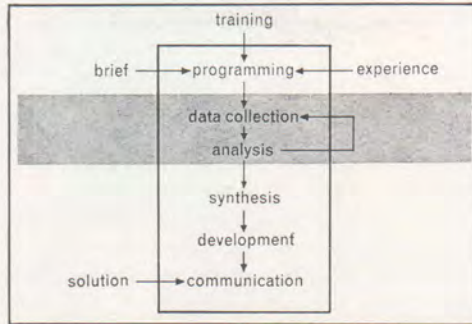 training
brief programming experience
data collection
analysis
synthesis
development
solution communication